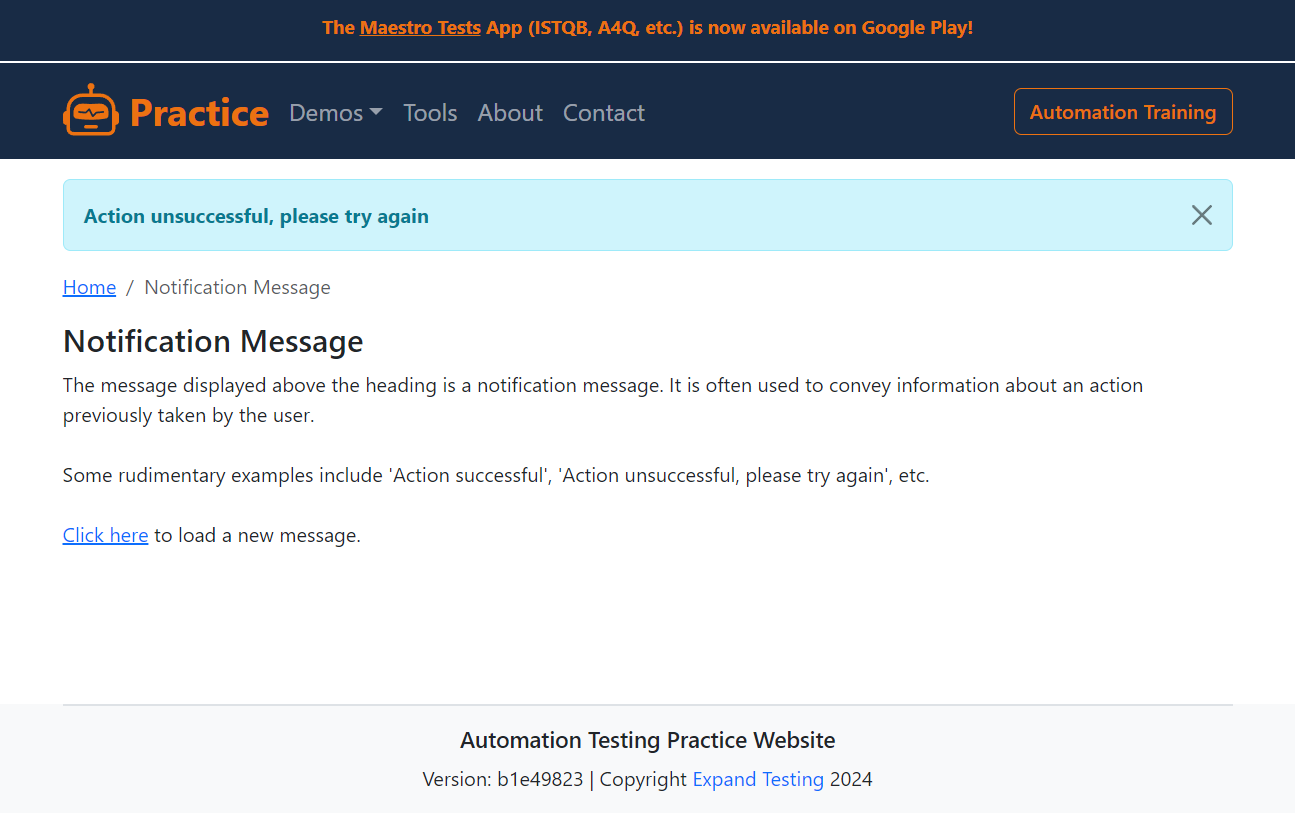 The Maestro Tests App (ISTQB, A4Q, etc.) is now available on Google Play!
Practice Demos Tools About Contact Automation Training
Action unsuccessful, please try again
Home / Notification Message
Notification Message
The message displayed above the heading is a notification message. It is often used to convey information about an action
previously taken by the user.
Some rudimentary examples include 'Action successful', 'Action unsuccessful, please try again', etc.
Click here to load a new message.
Automation Testing Practice Website
Version: b1e49823 | Copyright Expand Testing 2024